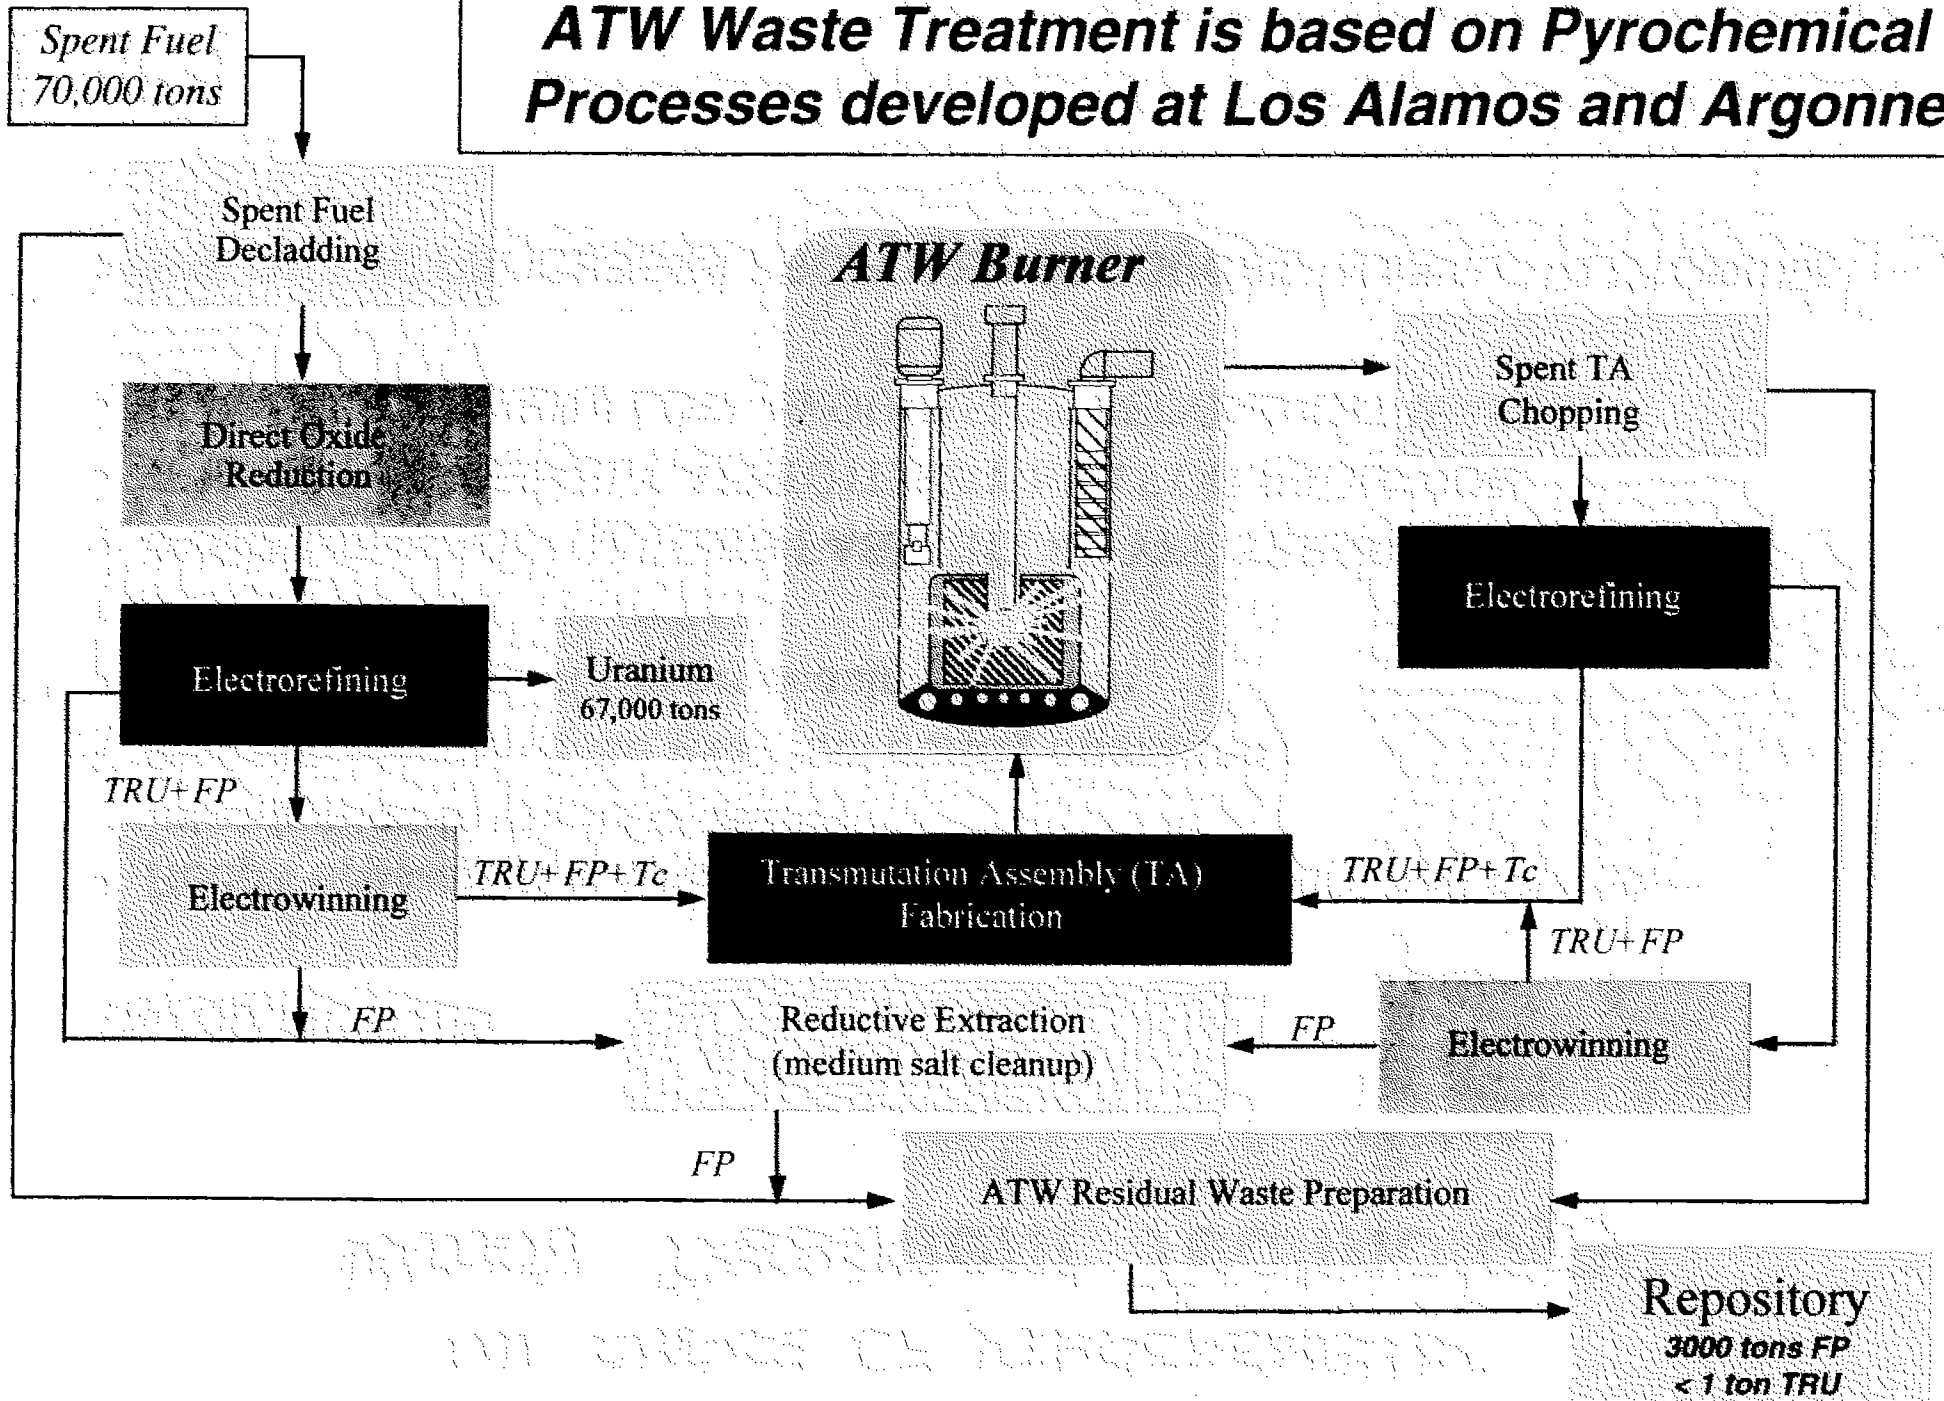 ATW Waste Treatment is based on Pyrochemical
Processes developed at Los Alamos and Argonne
Spent Fuel
70,000 tons
Spent Fuel
Decladding
ATW Burner
Spent TA
Chopping
Direct Oxide
Reduction
Electrorefining
Electrorefining
Uranium
67,000 tons
TRU+FP
Electrowinning
TRU+FP+Tc
Transmutation Assembly (TA)
Fabrication
TRU+FP+Tc
TRU+FP
FP
Reductive Extraction
(medium salt cleanup)
FP
Electrowinning
FP
ATW Residual Waste Preparation
Repository
3000 tons FP
< 1 ton TRU